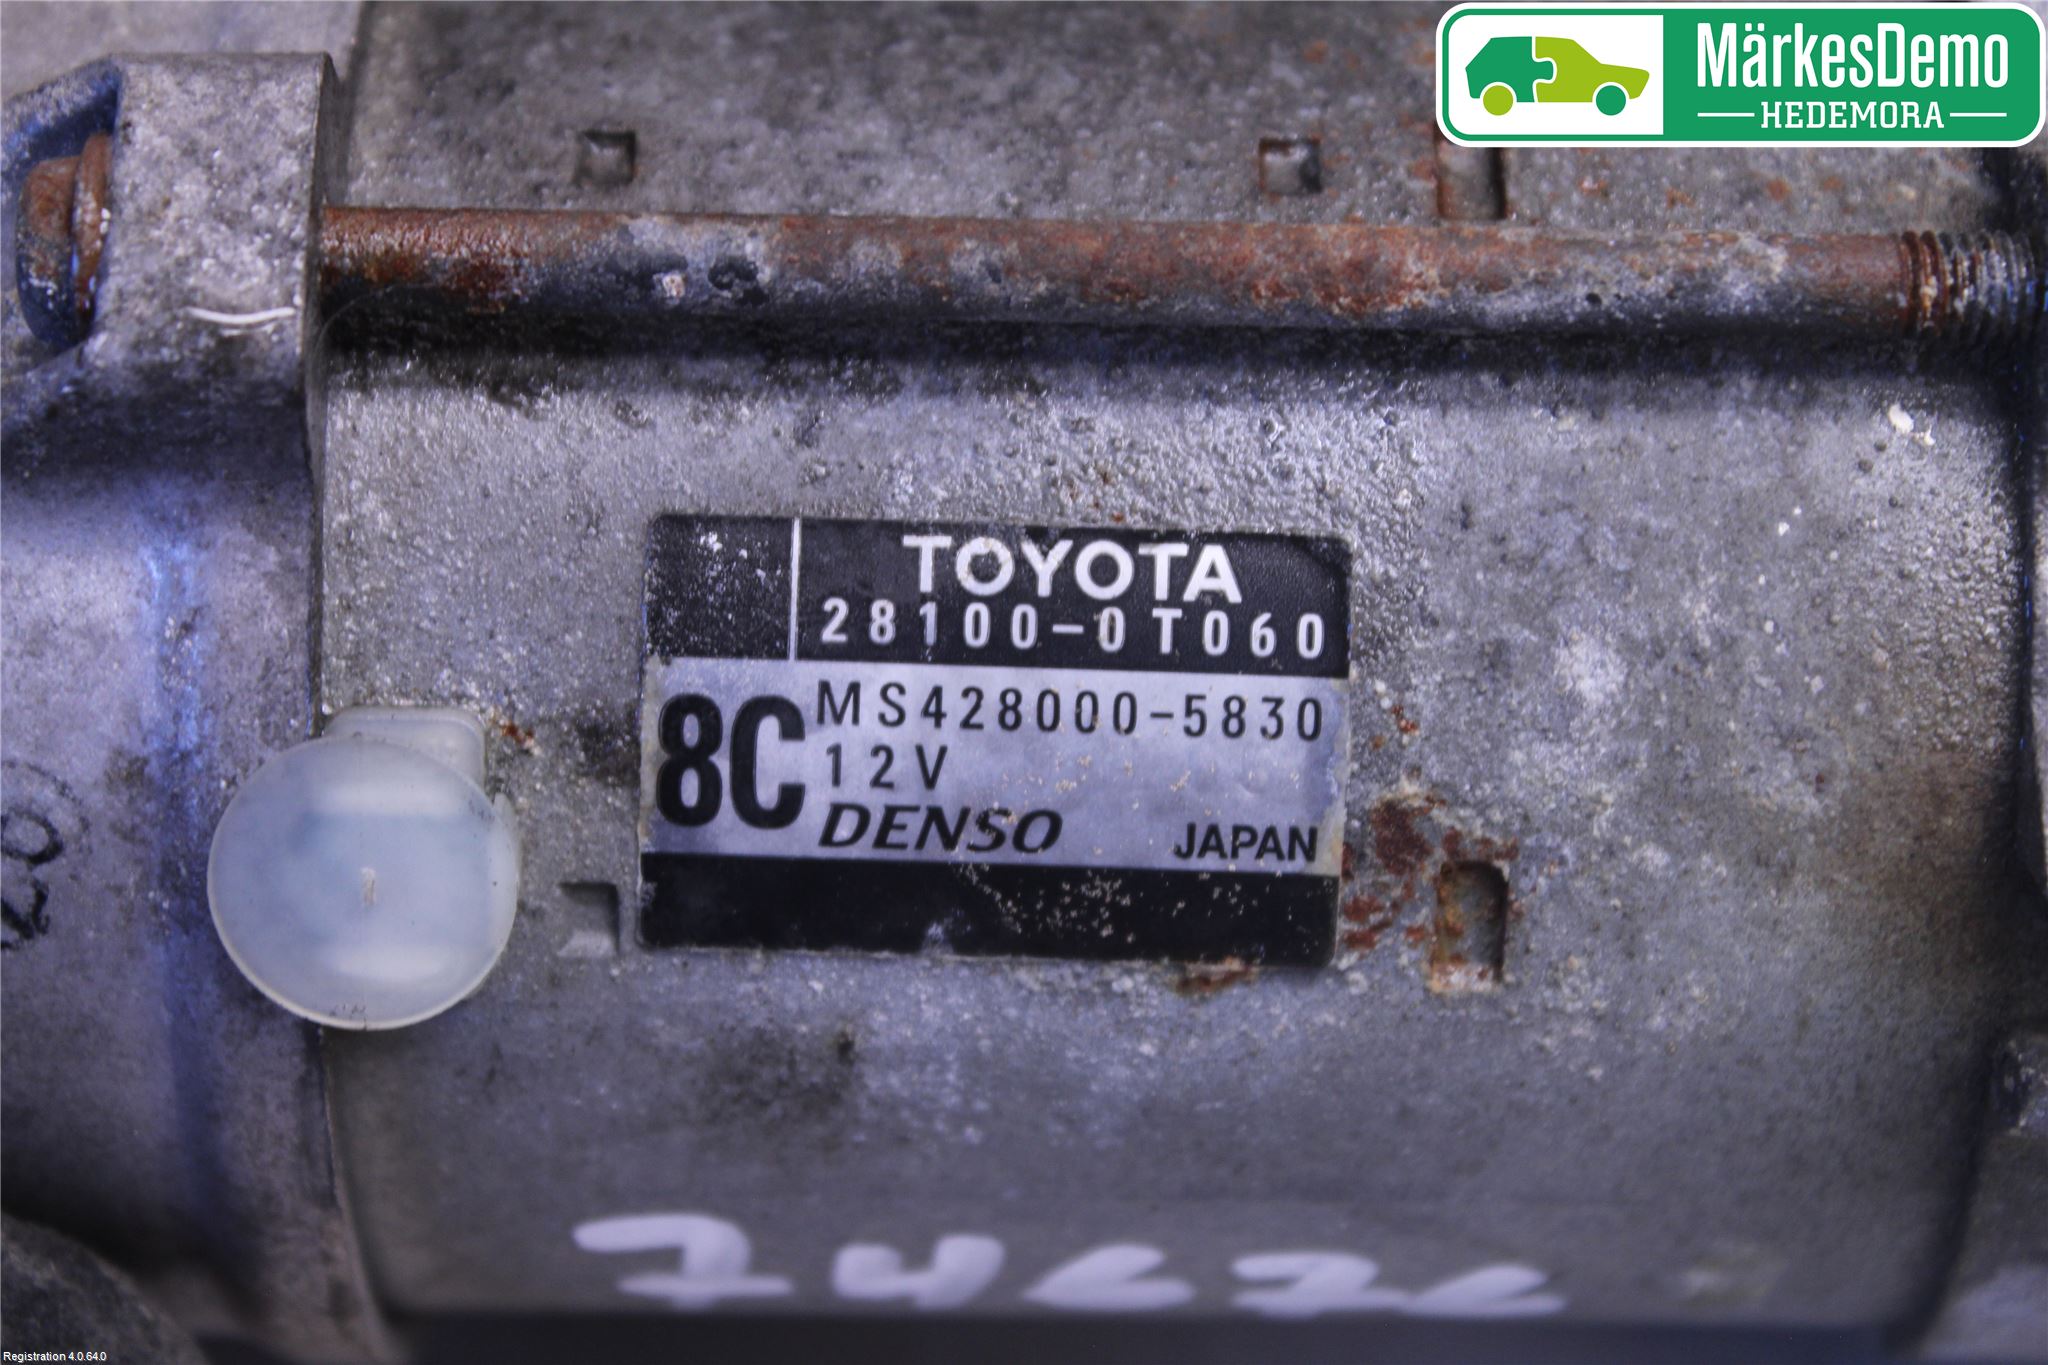 MärkesDemo
HEDEMORA
TOYOTA
28100-0T060
8C
MS428000-5830
12V
DENSO JAPAN
Registration 4.0.64.0